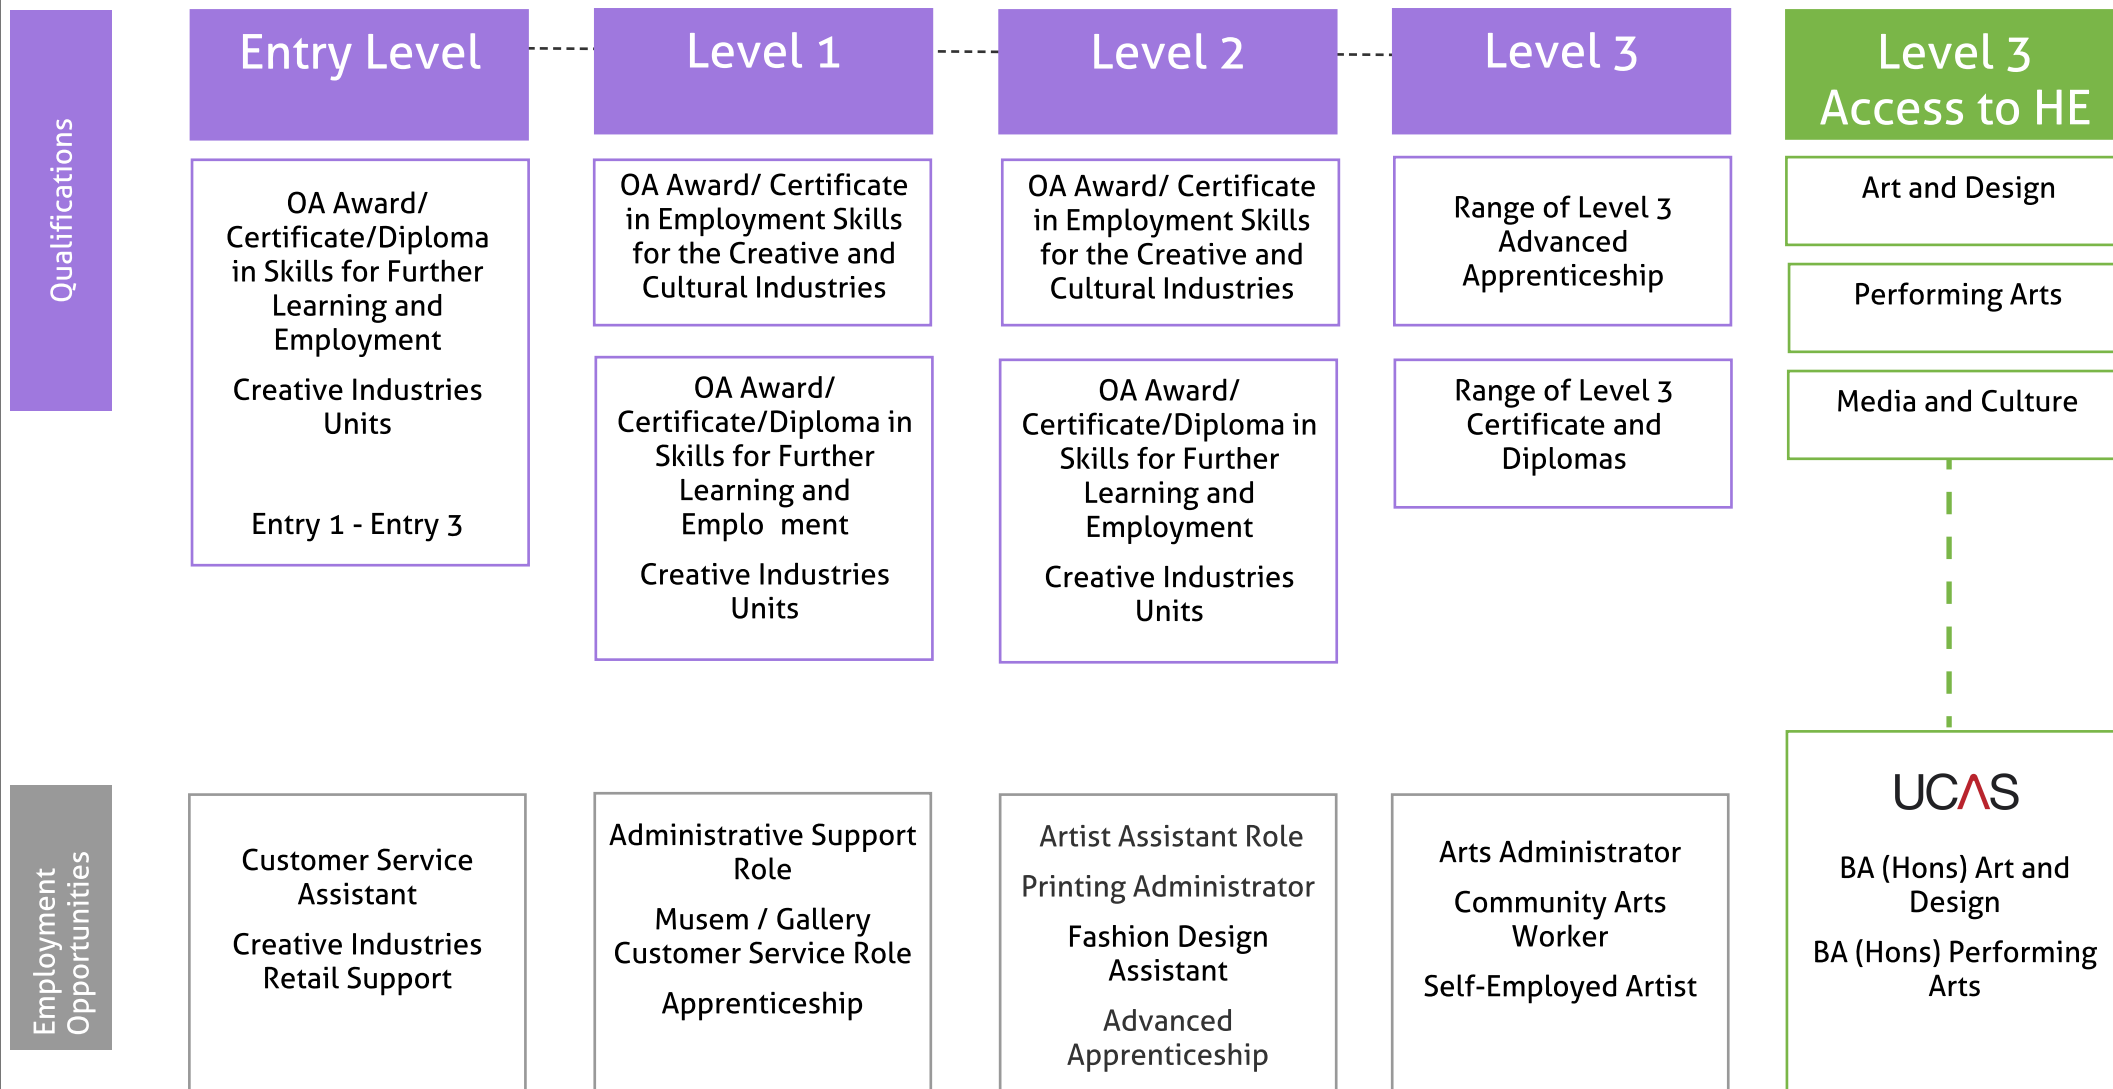 Qualifications
Entry Level
Level 1
Level 2
Level 3
Level 3
Access to HE
OA Award/
Certificate/Diploma
in Skills for Further
Learning and
Employment
Creative Industries
Units
Entry 1 - Entry 3
OA Award/ Certificate
in Employment Skills
for the Creative and
Cultural Industries
OA Award/
Certificate/Diploma in
Skills for Further
Learning and
Emplo ment
Creative Industries
Units
OA Award/ Certificate
in Employment Skills
for the Creative and
Cultural Industries
OA Award/
Certificate/Diploma in
Skills for Further
Learning and
Employment
Creative Industries
Units
Range of Level 3
Advanced
Apprenticeship
Range of Level 3
Certificate and
Diplomas
Art and Design
Performing Arts
Media and Culture
Employment
Opportunities
Customer Service
Assistant
Creative Industries
Retail Support
Administrative Support
Role
Musem / Gallery
Customer Service Role
Apprenticeship
Artist Assistant Role
Printing Administrator
Fashion Design
Assistant
Advanced
Apprenticeship
Arts Administrator
Community Arts
Worker
Self-Employed Artist
UCAS
BA (Hons) Art and
Design
BA (Hons) Performing
Arts